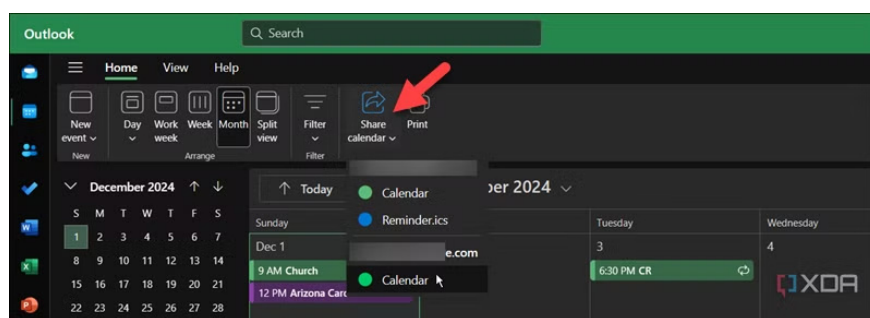 Outlook
Search
Home View Help
New event
Day
Work week
Week
Month
Split view
Filter
Share calendar
Print
New
Arrange
Filter
December 2024
Today
ber 2024
Calendar
Reminder.ics
e.com
Calendar
S M T W T F S
1 2 3 4 5 6 7
8 9 10 11 12 13 14
15 16 17 18 19 20 21
22 23 24 25 26 27 28
Sunday
Tuesday
Wednesday
Dec 1
3
4
9 AM Church
6:30 PM CR
12 PM Arizona Card
XDA